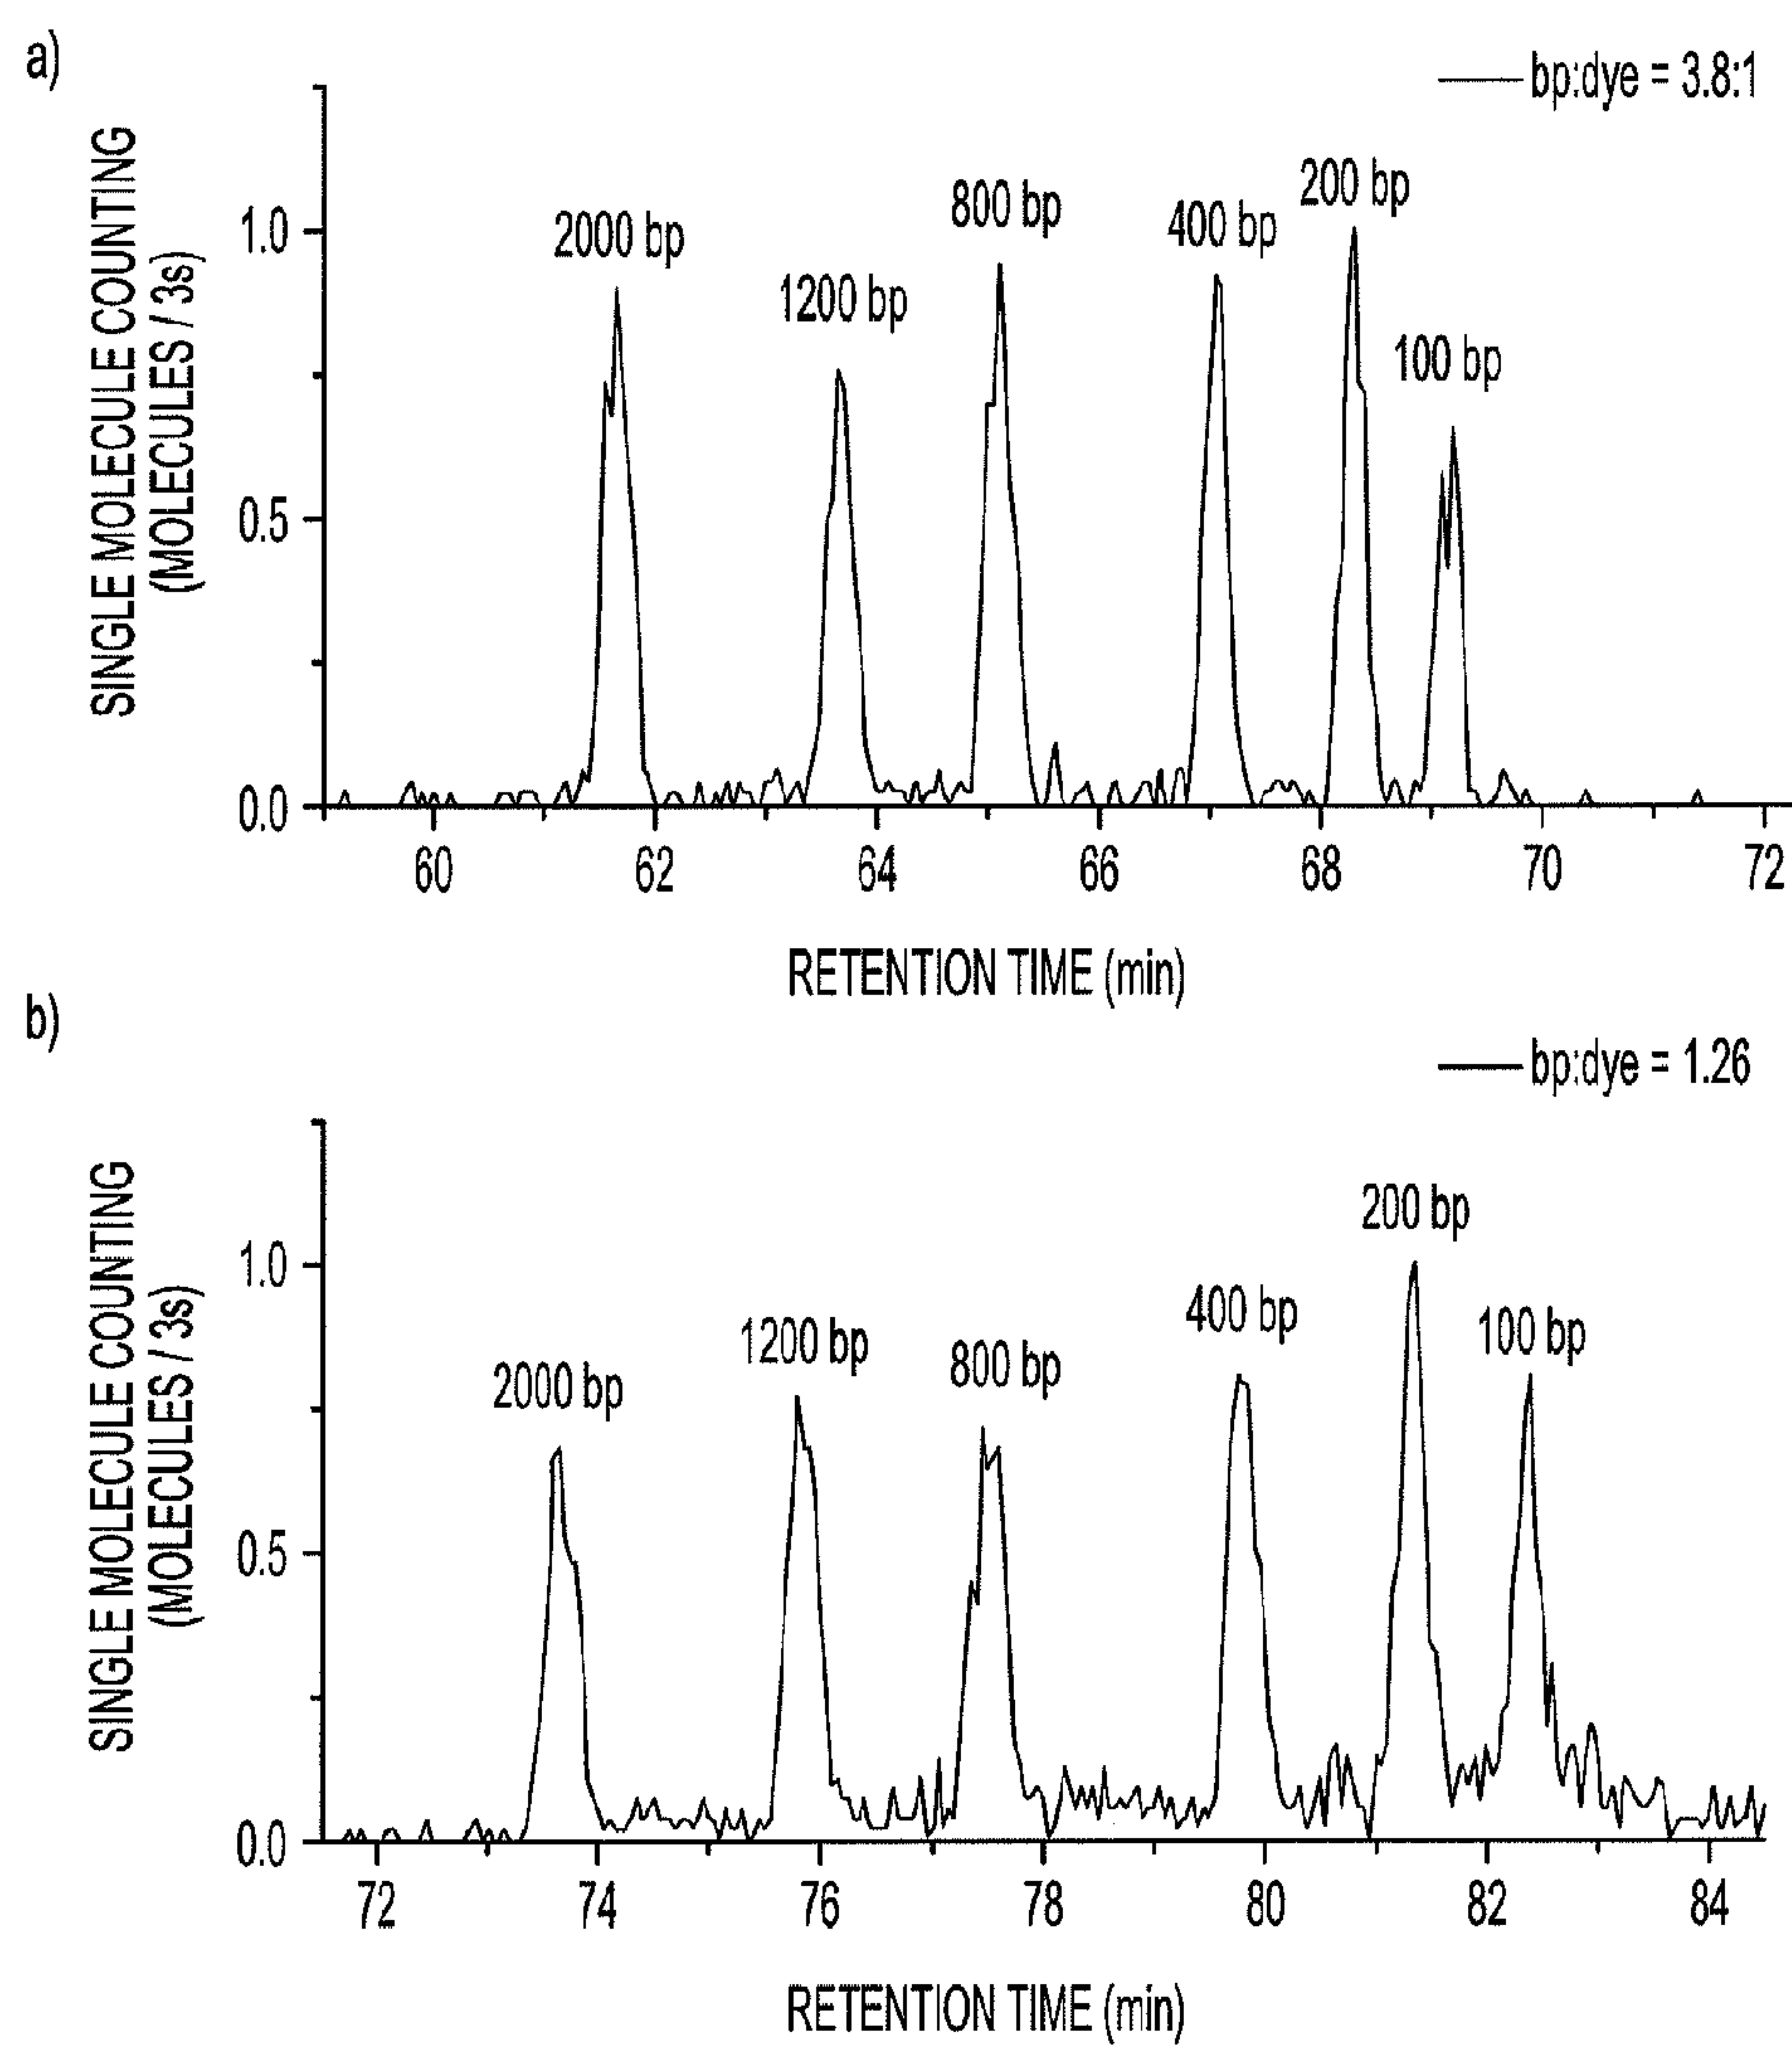 a)
bp:dye = 3.8:1
SINGLE MOLECULE COUNTING
(MOLECULES / 3s)
2000 bp
1200 bp
800 bp
400 bp
200 bp
100 bp
1.0
0.5
0.0
60 62 64 66 68 70 72
RETENTION TIME (min)
b)
bp:dye = 1.26
SINGLE MOLECULE COUNTING
(MOLECULES / 3s)
2000 bp
1200 bp
800 bp
400 bp
200 bp
100 bp
1.0
0.5
0.0
72 74 76 78 80 82 84
RETENTION TIME (min)